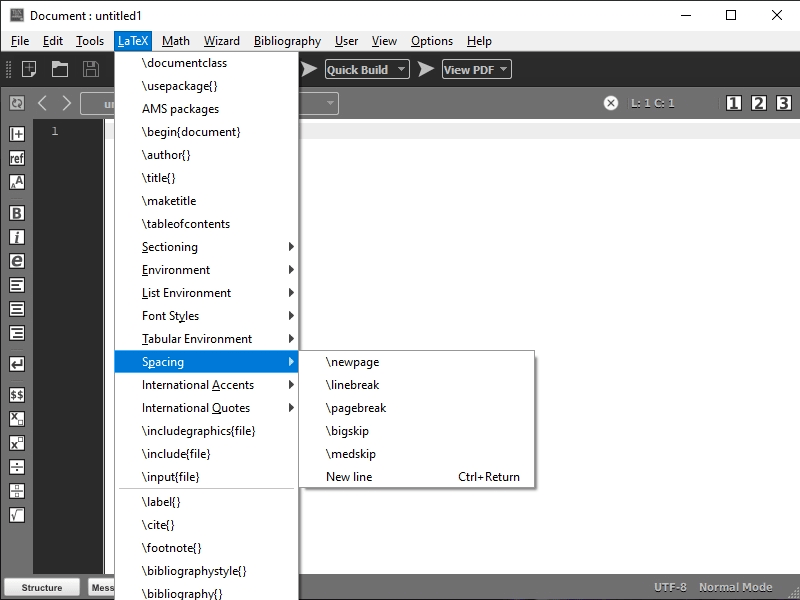 Document : untitled1
File Edit Tools LaTeX Math Wizard Bibliography User View Options Help
Quick Build View PDF
L: 1 C: 1 1 2 3
1
ref
\documentclass
\usepackage{}
AMS packages
\begin{document}
\author{}
\title{}
\maketitle
\tableofcontents
Sectioning
Environment
List Environment
Font Styles
Tabular Environment
Spacing
International Accents
International Quotes
\includegraphics{file}
\include{file}
\input{file}
\label{}
\cite{}
\footnote{}
\bibliographystyle{}
\bibliography{}
\newpage
\linebreak
\pagebreak
\bigskip
\medskip
New line Ctrl+Return
Structure Mess
UTF-8 Normal Mode